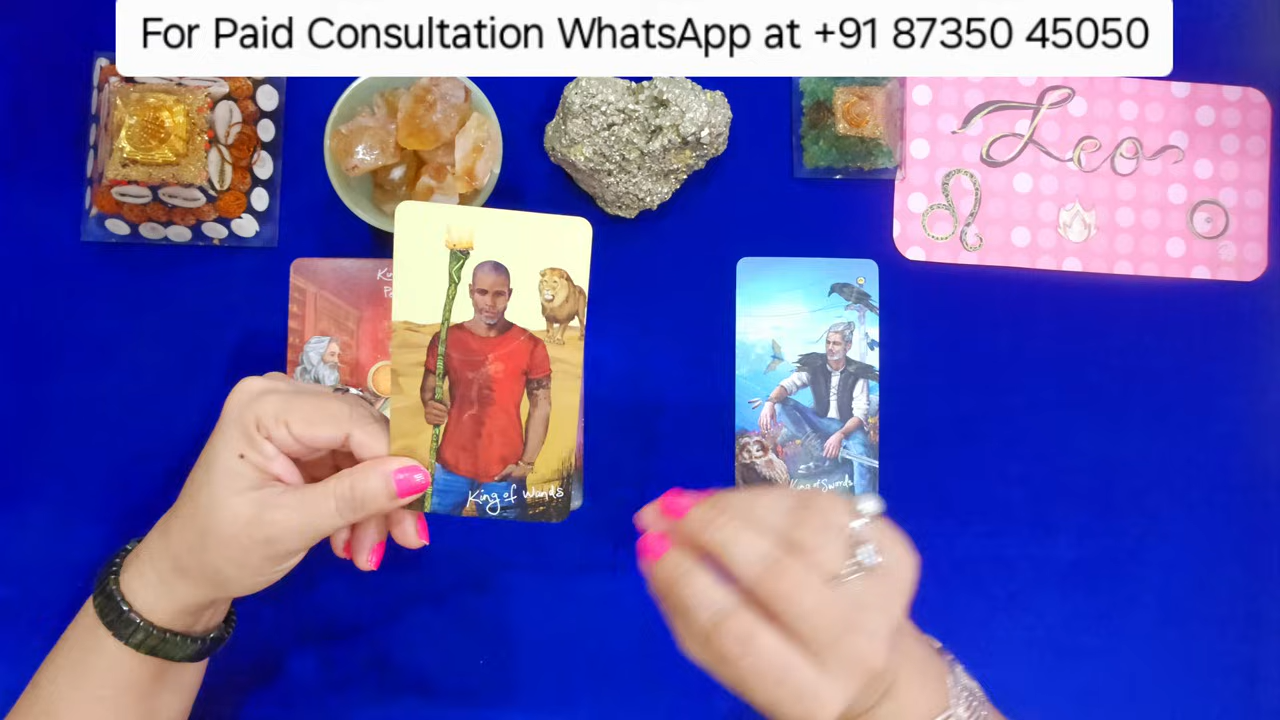 For Paid Consultation WhatsApp at +91 87350 45050
Leo
King of Wands
King of Swords